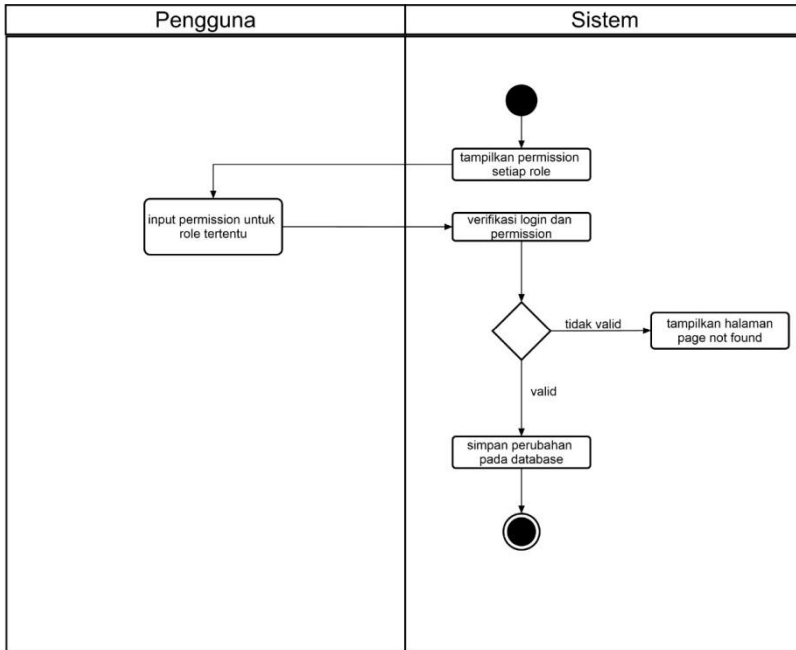 Pengguna
Sistem
tampilkan permission
setiap role
input permission untuk
role tertentu
verifikasi login dan
permission
tidak valid
tampilkan halaman
page not found
valid
simpan perubahan
pada database